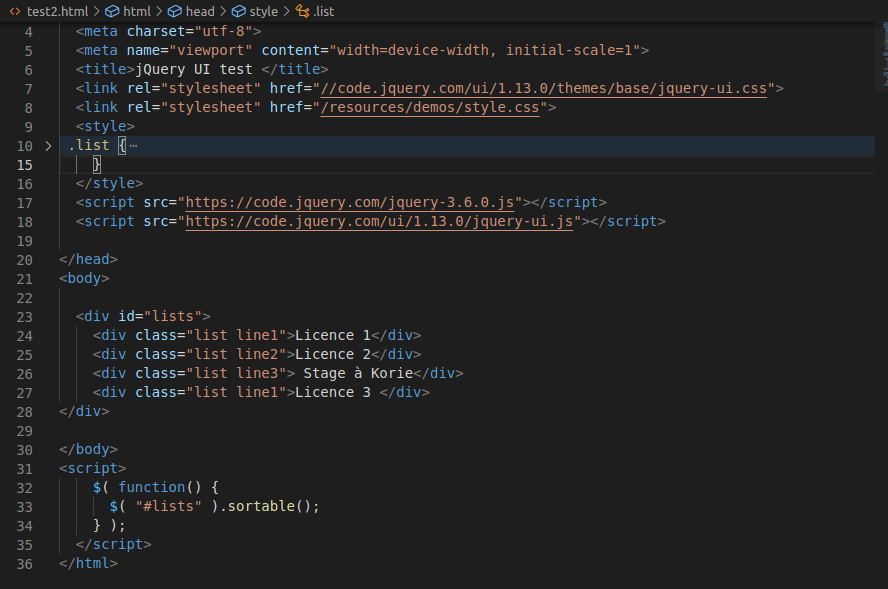 test2.html > html > head > style > .list
4 <meta charset="utf-8">
5 <meta name="viewport" content="width=device-width, initial-scale=1">
6 <title>jQuery UI test </title>
7 <link rel="stylesheet" href="//code.jquery.com/ui/1.13.0/themes/base/jquery-ui.css">
8 <link rel="stylesheet" href="/resources/demos/style.css">
9 <style>
10 > .list {⋯
15 }
16 </style>
17 <script src="https://code.jquery.com/jquery-3.6.0.js"></script>
18 <script src="https://code.jquery.com/ui/1.13.0/jquery-ui.js"></script>
19
20 </head>
21 <body>
22
23 <div id="lists">
24 <div class="list line1">Licence 1</div>
25 <div class="list line2">Licence 2</div>
26 <div class="list line3"> Stage à Korie</div>
27 <div class="list line1">Licence 3 </div>
28 </div>
29
30 </body>
31 <script>
32 $( function() {
33 $( "#lists" ).sortable();
34 } );
35 </script>
36 </html>